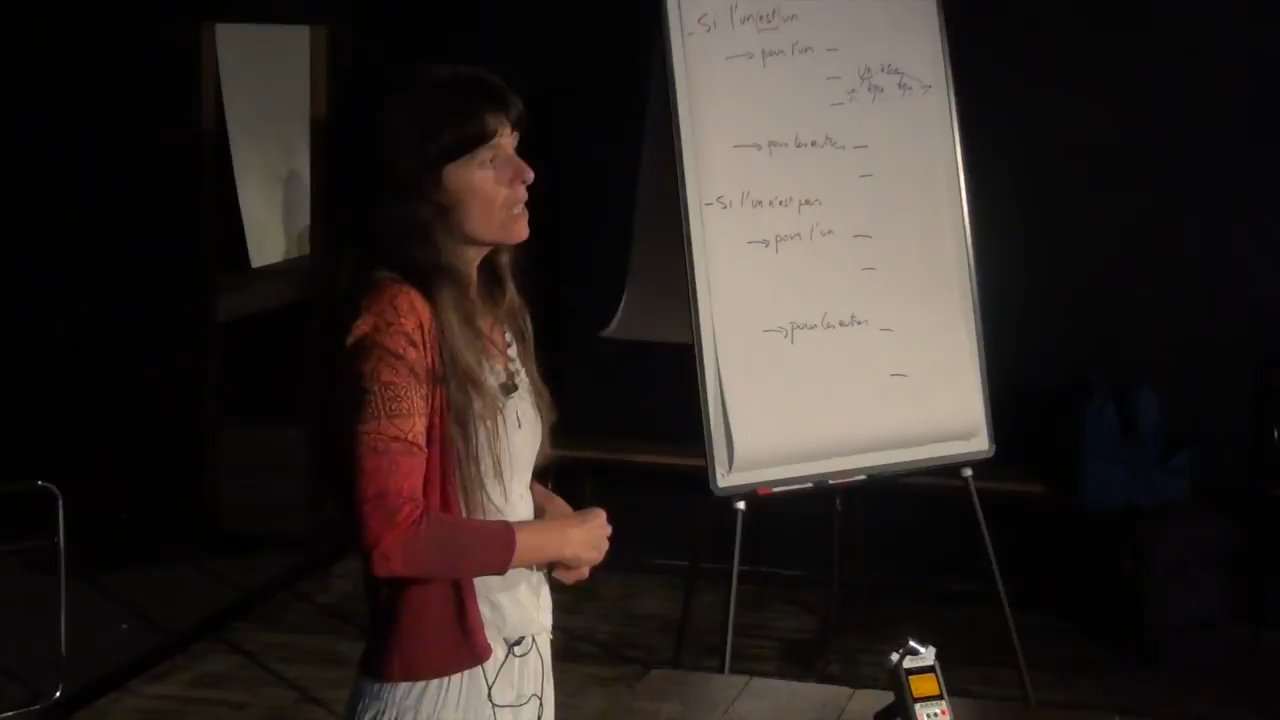 - Si l'un est un
→ pour l'un —
—
—
→ pour les autres —
—
- Si l'un n'est pas
→ pour l'un —
—
→ pour les autres —
—